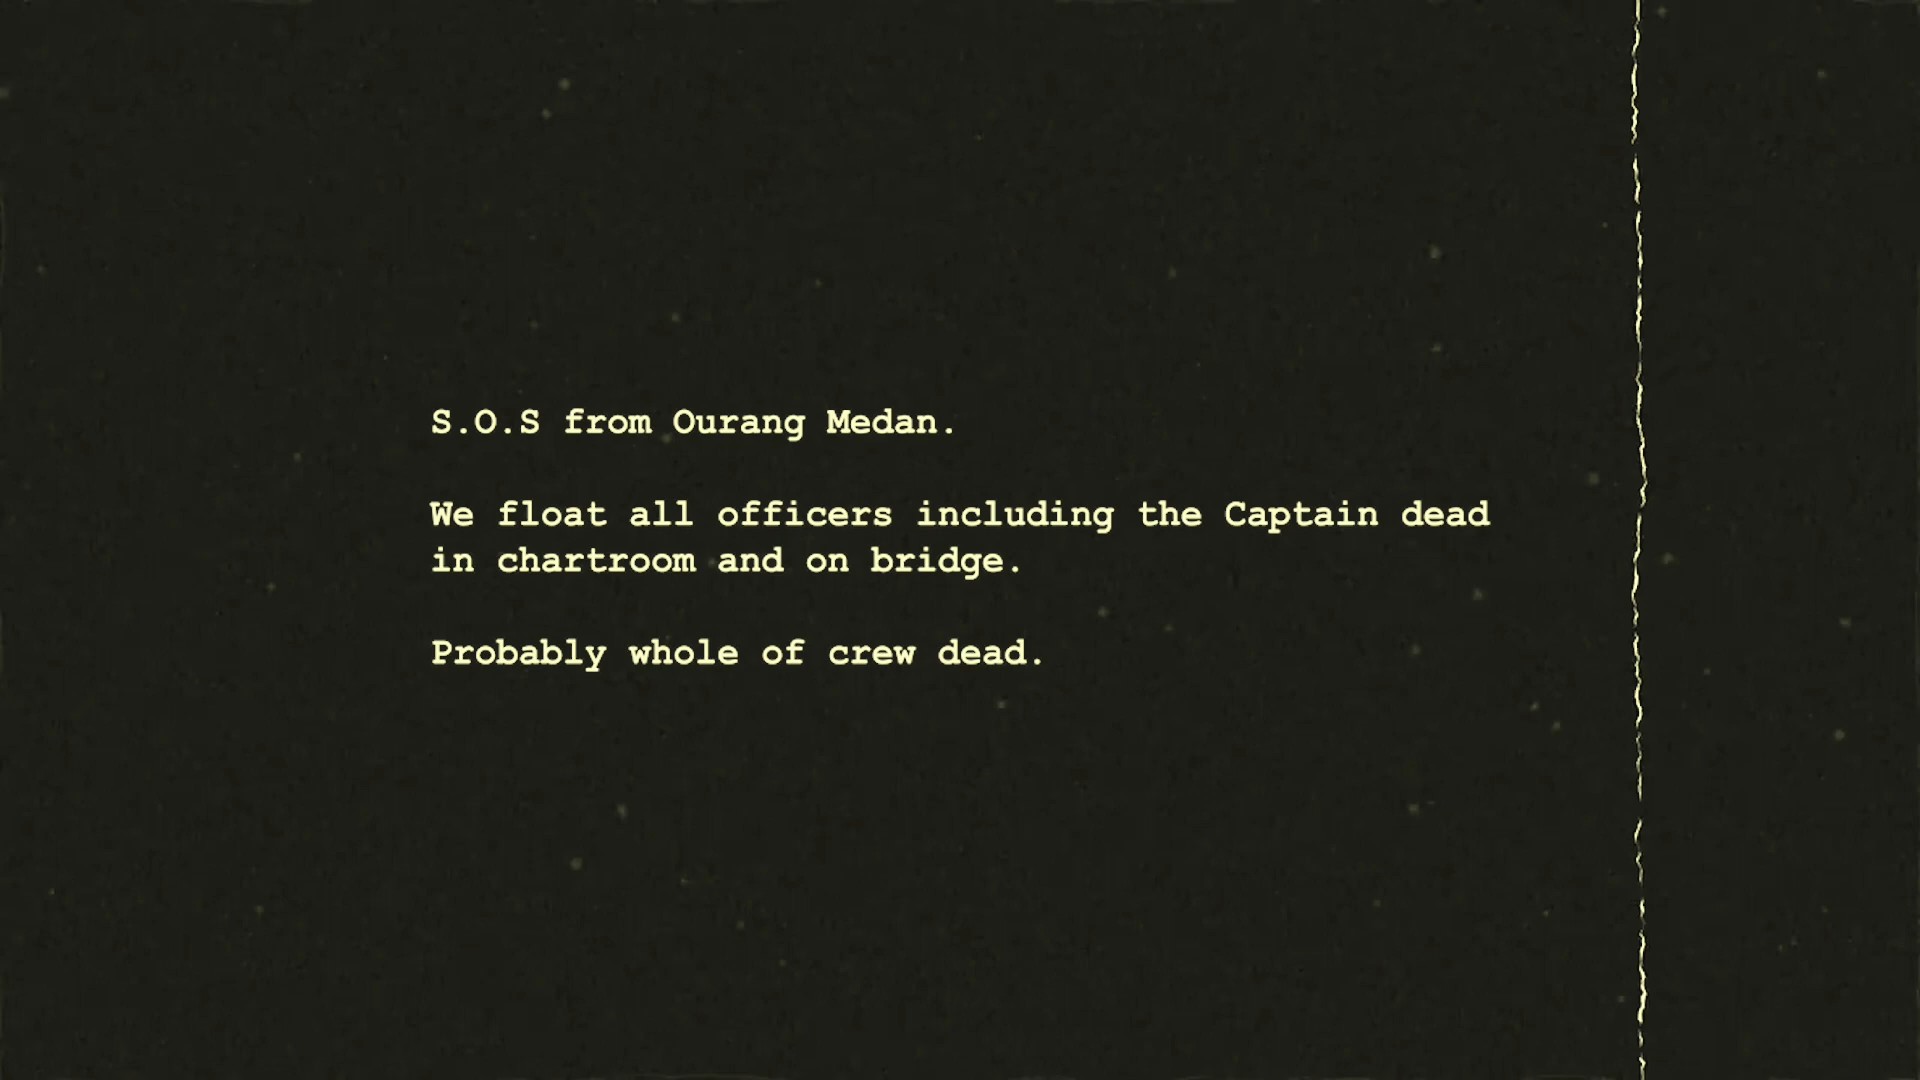 S.O.S from Ourang Medan.
We float all officers including the Captain dead
in chartroom and on bridge.
Probably whole of crew dead.